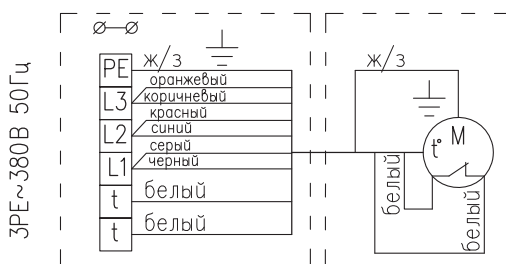 3PE~380В 50Гц
PE
Ж/З
L3
оранжевый
коричневый
L2
красный
синий
L1
серый
черный
t
белый
t
белый
Ж/З
t° M
белый
белый